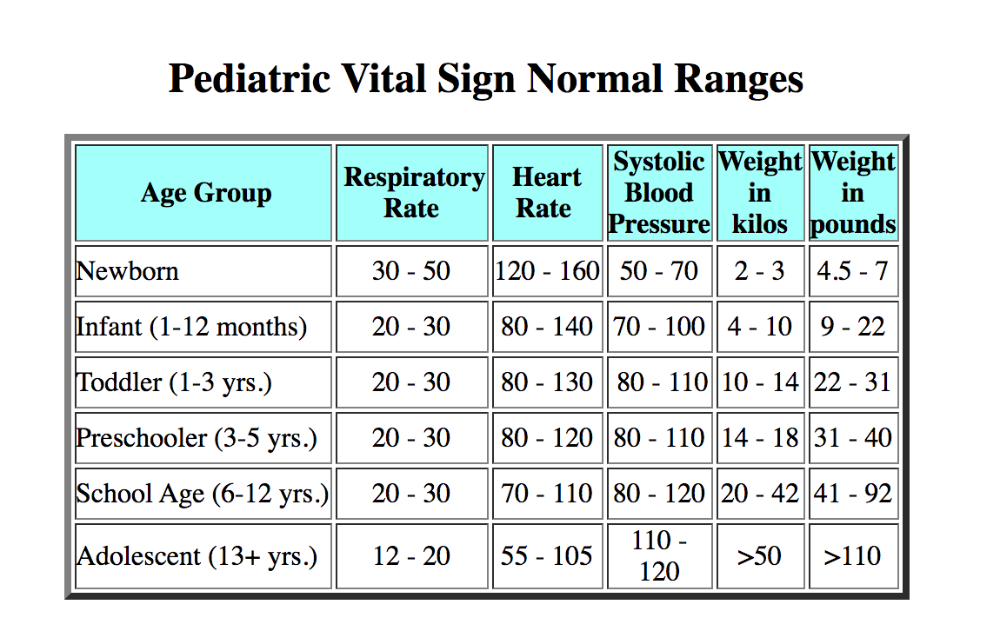 Pediatric Vital Sign Normal Ranges
Age Group Respiratory Rate Heart Rate Systolic Blood Pressure Weight in kilos Weight in pounds
Newborn 30 - 50 120 - 160 50 - 70 2 - 3 4.5 - 7
Infant (1-12 months) 20 - 30 80 - 140 70 - 100 4 - 10 9 - 22
Toddler (1-3 yrs.) 20 - 30 80 - 130 80 - 110 10 - 14 22 - 31
Preschooler (3-5 yrs.) 20 - 30 80 - 120 80 - 110 14 - 18 31 - 40
School Age (6-12 yrs.) 20 - 30 70 - 110 80 - 120 20 - 42 41 - 92
Adolescent (13+ yrs.) 12 - 20 55 - 105 110 - 120 >50 >110